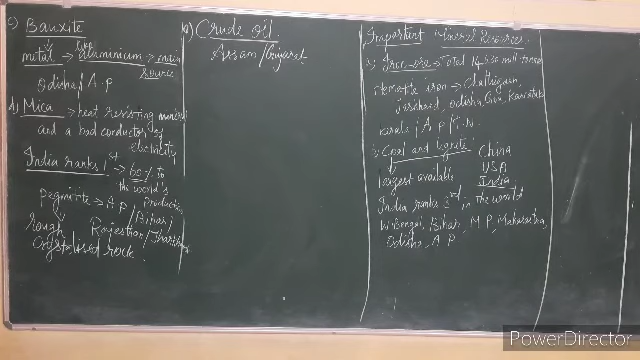 c) Bauxite
metal → like aluminium → main
source
Odisha, A.P
d) Mica → heat resisting mineral
and a bad conductor of
electricity
India ranks 1st → 60% to
the world's
production
pegmatite → A P / Bihar /
rough Rajasthan / Jharkhand
crystallised rock.
Crude Oil.
Assam / Gujarat
Important Mineral Resources.
a) Iron-ore → Total 14,630 mill tonnes
Hematite iron →
Jharkhand, Odisha, Goa, Karnataka
Kerala / A P / T.N.
Coal and Lignite
China
USA
largest available India
India ranks 3rd in the world
W. Bengal, Bihar, M P, Maharastra,
Odisha, A P
PowerDirector